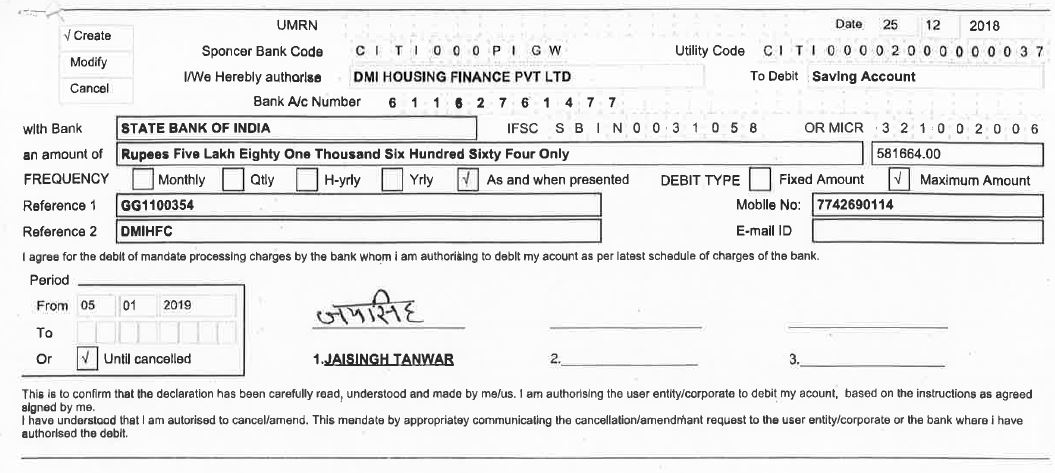 UMRN Date 25 12 2018
√ Create
Modify
Cancel
Sponcer Bank Code C I T I 0 0 0 P I G W Utility Code C I T I 0 0 0 0 2 0 0 0 0 0 0 0 3 7
I/We Hereby authorise DMI HOUSING FINANCE PVT LTD To Debit Saving Account
Bank A/c Number 6 1 1 6 2 7 6 1 4 7 7
with Bank STATE BANK OF INDIA IFSC S B I N 0 0 3 1 0 5 8 OR MICR 3 2 1 0 0 2 0 0 6
an amount of Rupees Five Lakh Eighty One Thousand Six Hundred Sixty Four Only 581664.00
FREQUENCY Monthly Qtly H-yrly Yrly √ As and when presented DEBIT TYPE Fixed Amount √ Maximum Amount
Reference 1 GG1100354 Mobile No: 7742690114
Reference 2 DMIHFC E-mail ID
I agree for the debit of mandate processing charges by the bank whom i am authorising to debit my acount as per latest schedule of charges of the bank.
Period
From 05 01 2019
To
Or √ Until cancelled
जयसिंह
1.JAISINGH TANWAR 2. 3.
This is to confirm that the declaration has been carefully read, understood and made by me/us. I am authorising the user entity/corporate to debit my acount, based on the instructions as agreed
signed by me.
I have understood that I am autorised to cancel/amend. This mandate by appropriatey communicating the cancellation/amendmant request to the user entity/corporate or the bank where i have
authorised the debit.